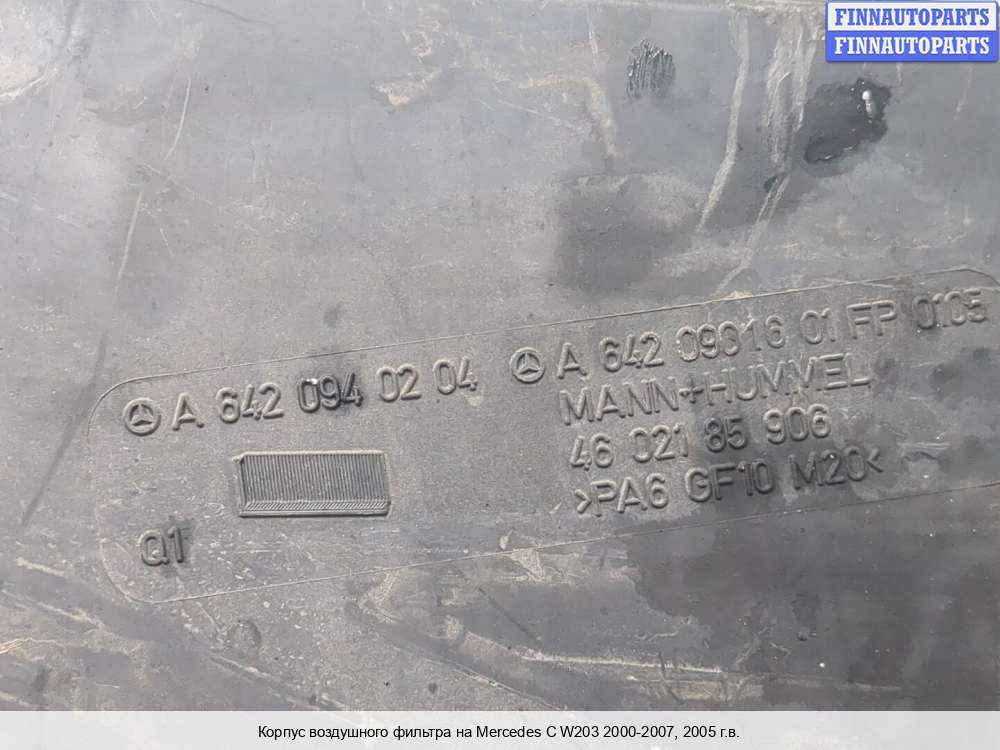 FINNAUTOPARTS
FINNAUTOPARTS
A 642 094 02 04
A 642 09016 01 FP 0105
MANN+HUMMEL
46 021 85 906
>PA6 GF10 M20<
Q1
Корпус воздушного фильтра на Mercedes C W203 2000-2007, 2005 г.в.